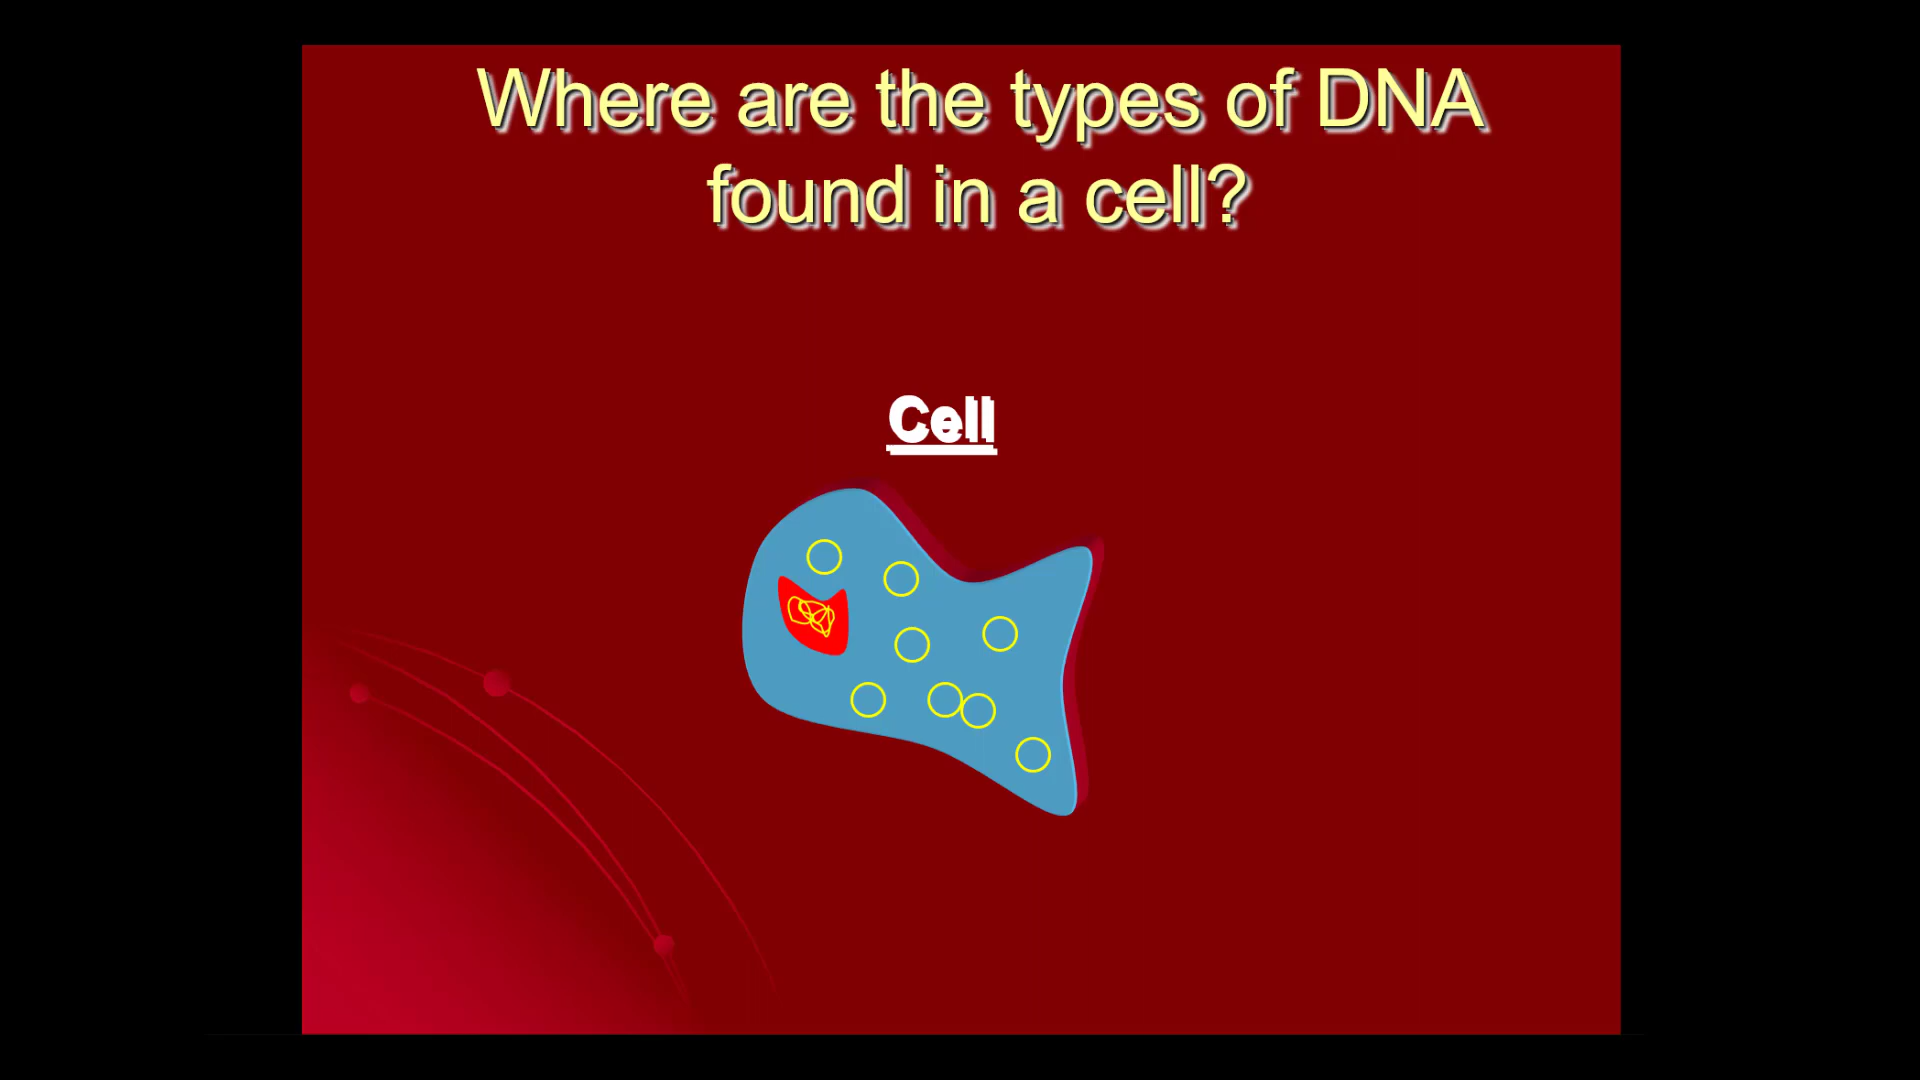 Where are the types of DNA
found in a cell?
Cell